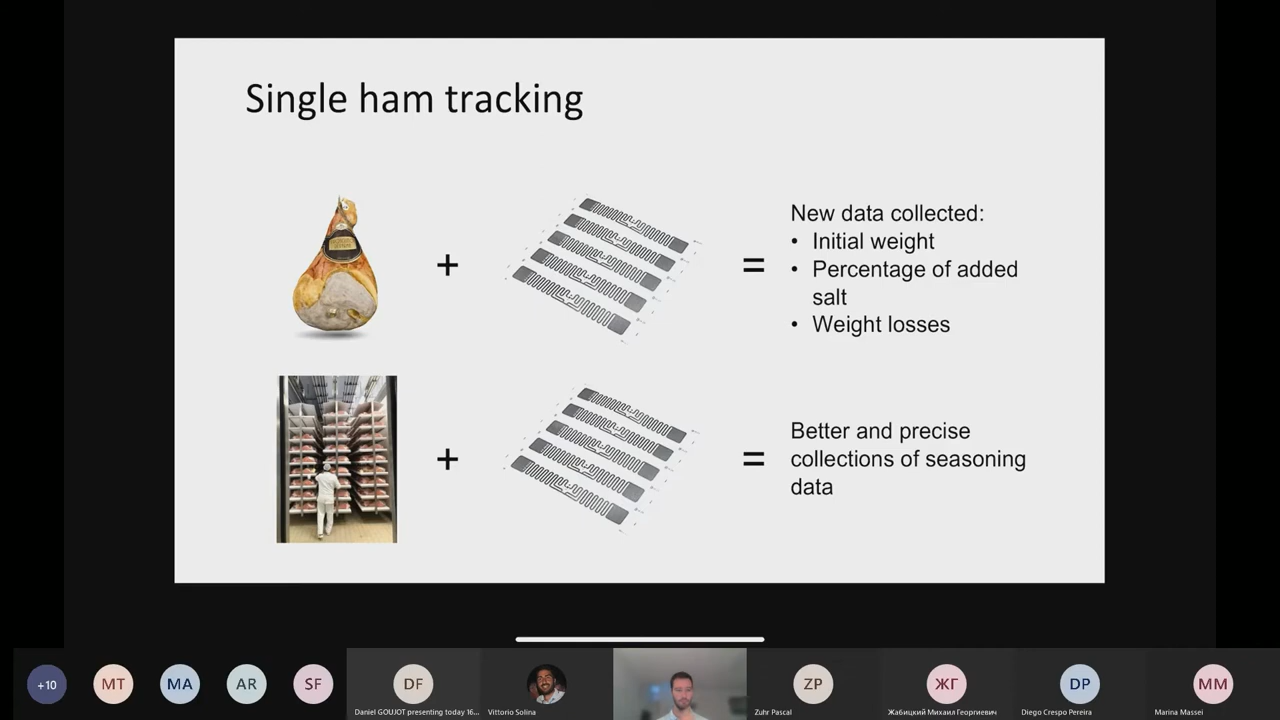 Single ham tracking
+
=
New data collected:
• Initial weight
• Percentage of added
salt
• Weight losses
+
=
Better and precise
collections of seasoning
data
+10
MT
MA
AR
SF
DF
ZP
ЖГ
DP
MM
Daniel GOUJOT presenting today 16...
Vittorio Solina
Zuhr Pascal
Жабицкий Михаил Георгиевич
Diego Crespo Pereira
Marina Massei